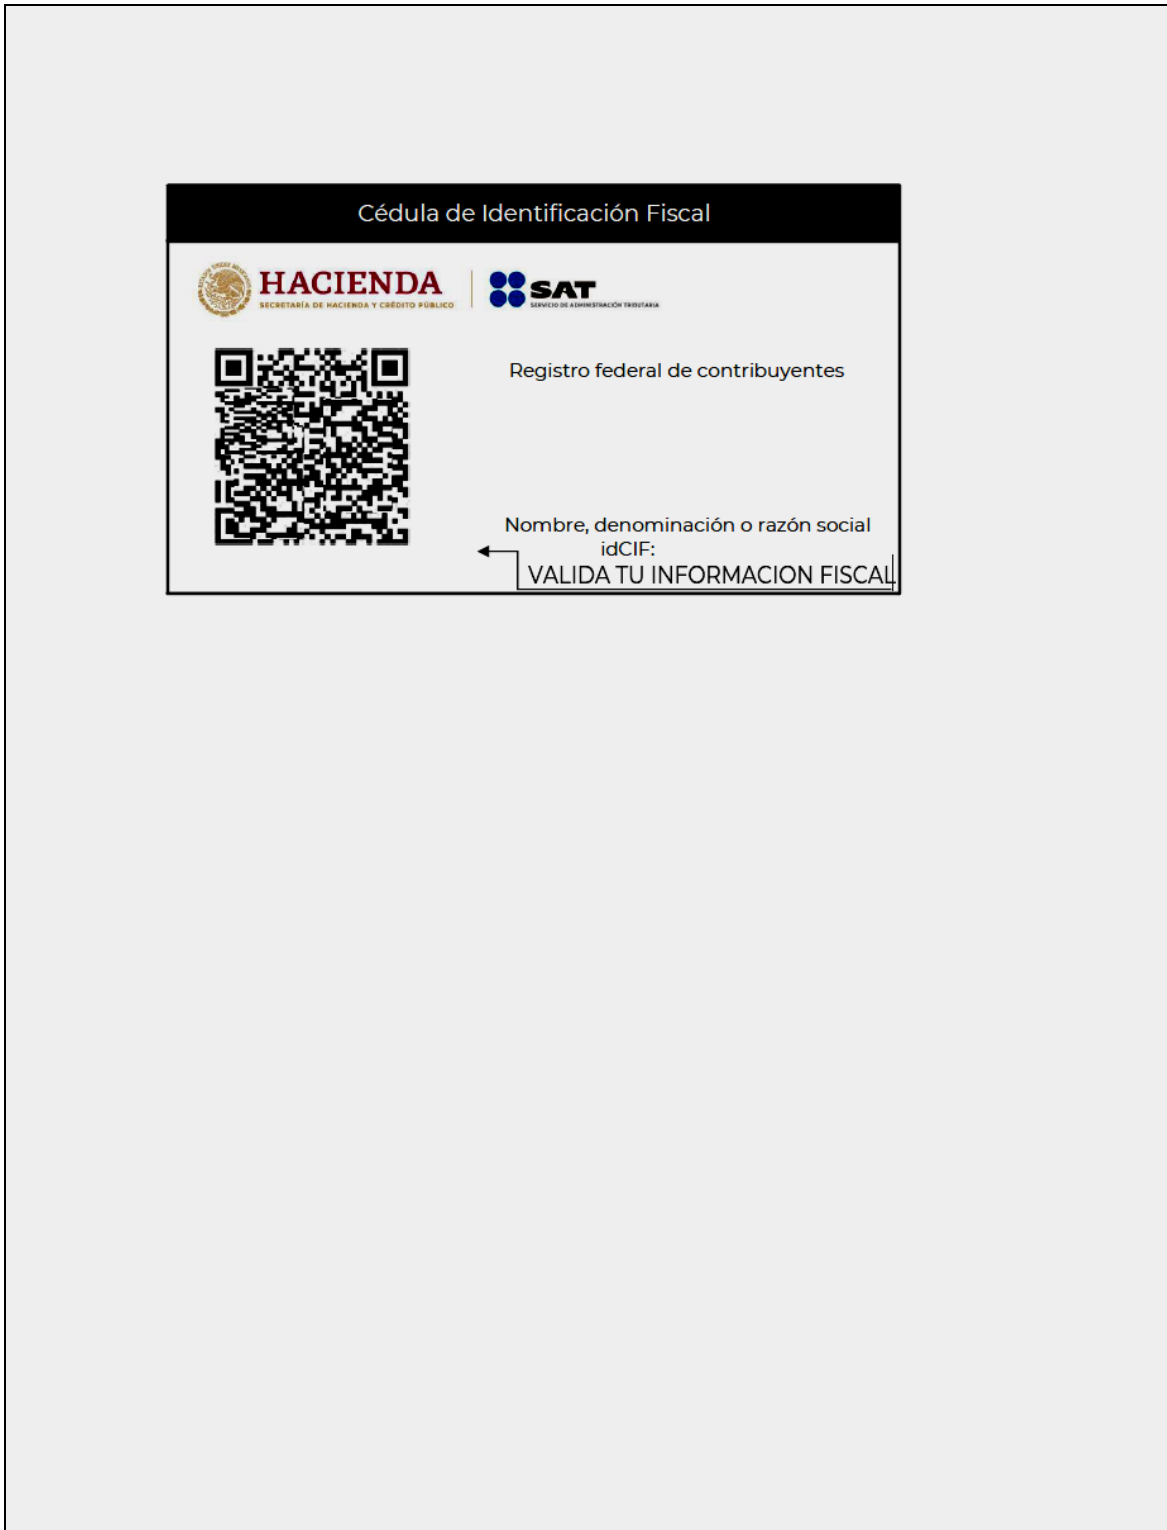 Cédula de Identificación Fiscal
HACIENDA
SECRETARÍA DE HACIENDA Y CRÉDITO PÚBLICO
SAT
SERVICIO DE ADMINISTRACIÓN TRIBUTARIA
Registro federal de contribuyentes
Nombre, denominación o razón social
idCIF:
VALIDA TU INFORMACION FISCAL